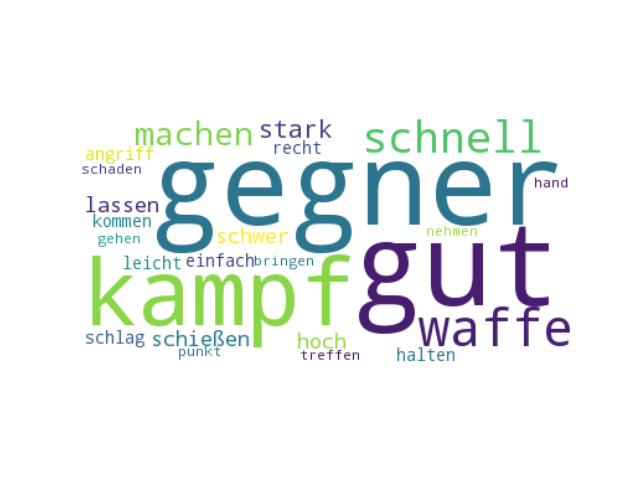 machen stark schnell
angriff recht
schaden gegner hand
lassen
kommen
gehen schwer nehmen
leicht einfach bringen gut
kampf waffe
schlag schießen hoch
punkt treffen halten